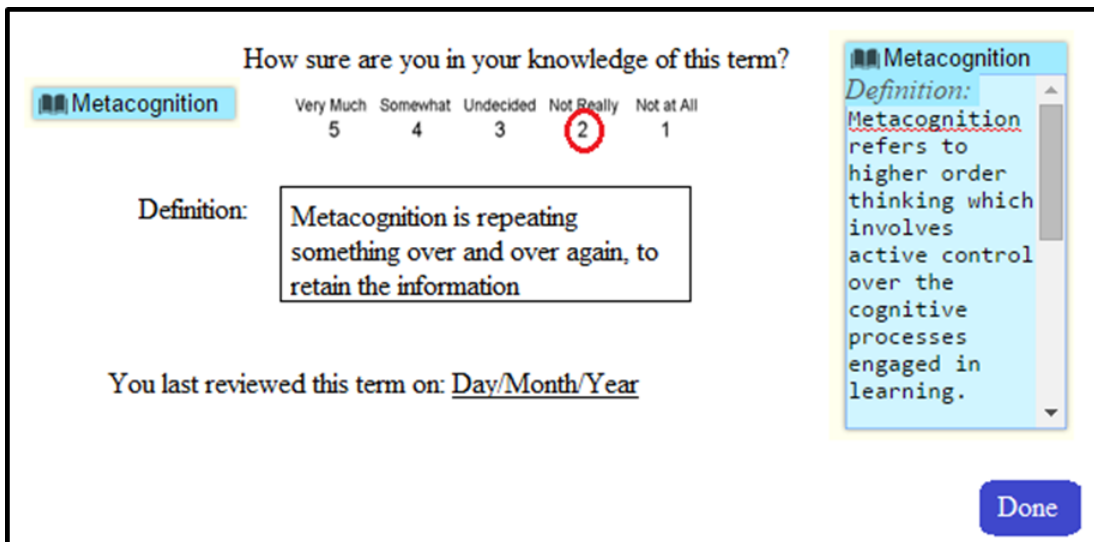 How sure are you in your knowledge of this term?
Metacognition
Very Much Somewhat Undecided Not Really Not at All
5 4 3 2 1
Definition:
Metacognition is repeating
something over and over again, to
retain the information
You last reviewed this term on: Day/Month/Year
Metacognition
Definition:
Metacognition
refers to
higher order
thinking which
involves
active control
over the
cognitive
processes
engaged in
learning.
Done